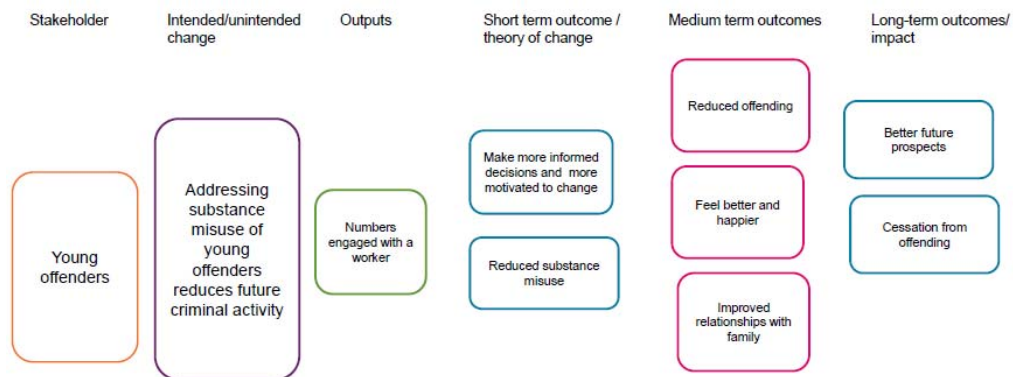 Stakeholder
Intended/unintended
change
Outputs
Short term outcome /
theory of change
Medium term outcomes
Long-term outcomes/
impact
Young
offenders
Addressing
substance
misuse of
young
offenders
reduces future
criminal activity
Numbers
engaged with a
worker
Make more informed
decisions and more
motivated to change
Reduced substance
misuse
Reduced offending
Feel better and
happier
Improved
relationships with
family
Better future
prospects
Cessation from
offending